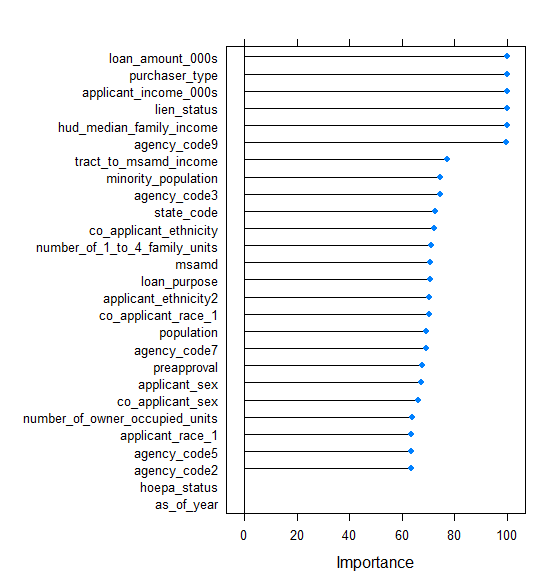 loan_amount_000s
purchaser_type
applicant_income_000s
lien_status
hud_median_family_income
agency_code9
tract_to_msamd_income
minority_population
agency_code3
state_code
co_applicant_ethnicity
number_of_1_to_4_family_units
msamd
loan_purpose
applicant_ethnicity2
co_applicant_race_1
population
agency_code7
preapproval
applicant_sex
co_applicant_sex
number_of_owner_occupied_units
applicant_race_1
agency_code5
agency_code2
hoepa_status
as_of_year
0 20 40 60 80 100
Importance